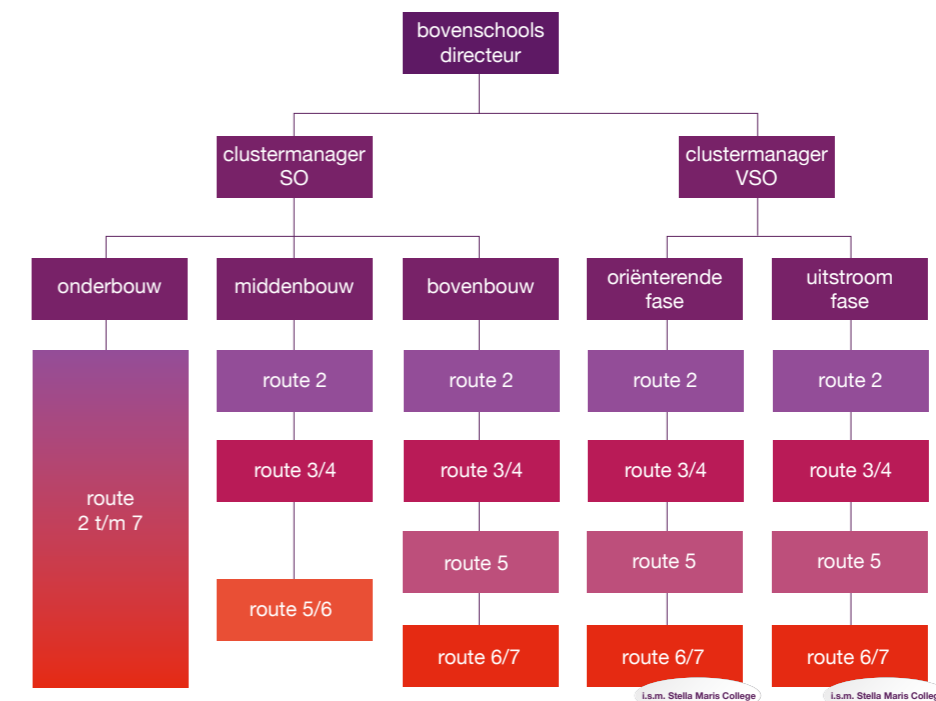 bovenschools
directeur
clustermanager
SO
clustermanager
VSO
onderbouw
middenbouw
bovenbouw
oriënterende
fase
uitstroom
fase
route
2 t/m 7
route 2
route 3/4
route 5/6
route 2
route 3/4
route 5
route 6/7
route 2
route 3/4
route 5
route 6/7
i.s.m. Stella Maris College
route 2
route 3/4
route 5
route 6/7
i.s.m. Stella Maris Colleg